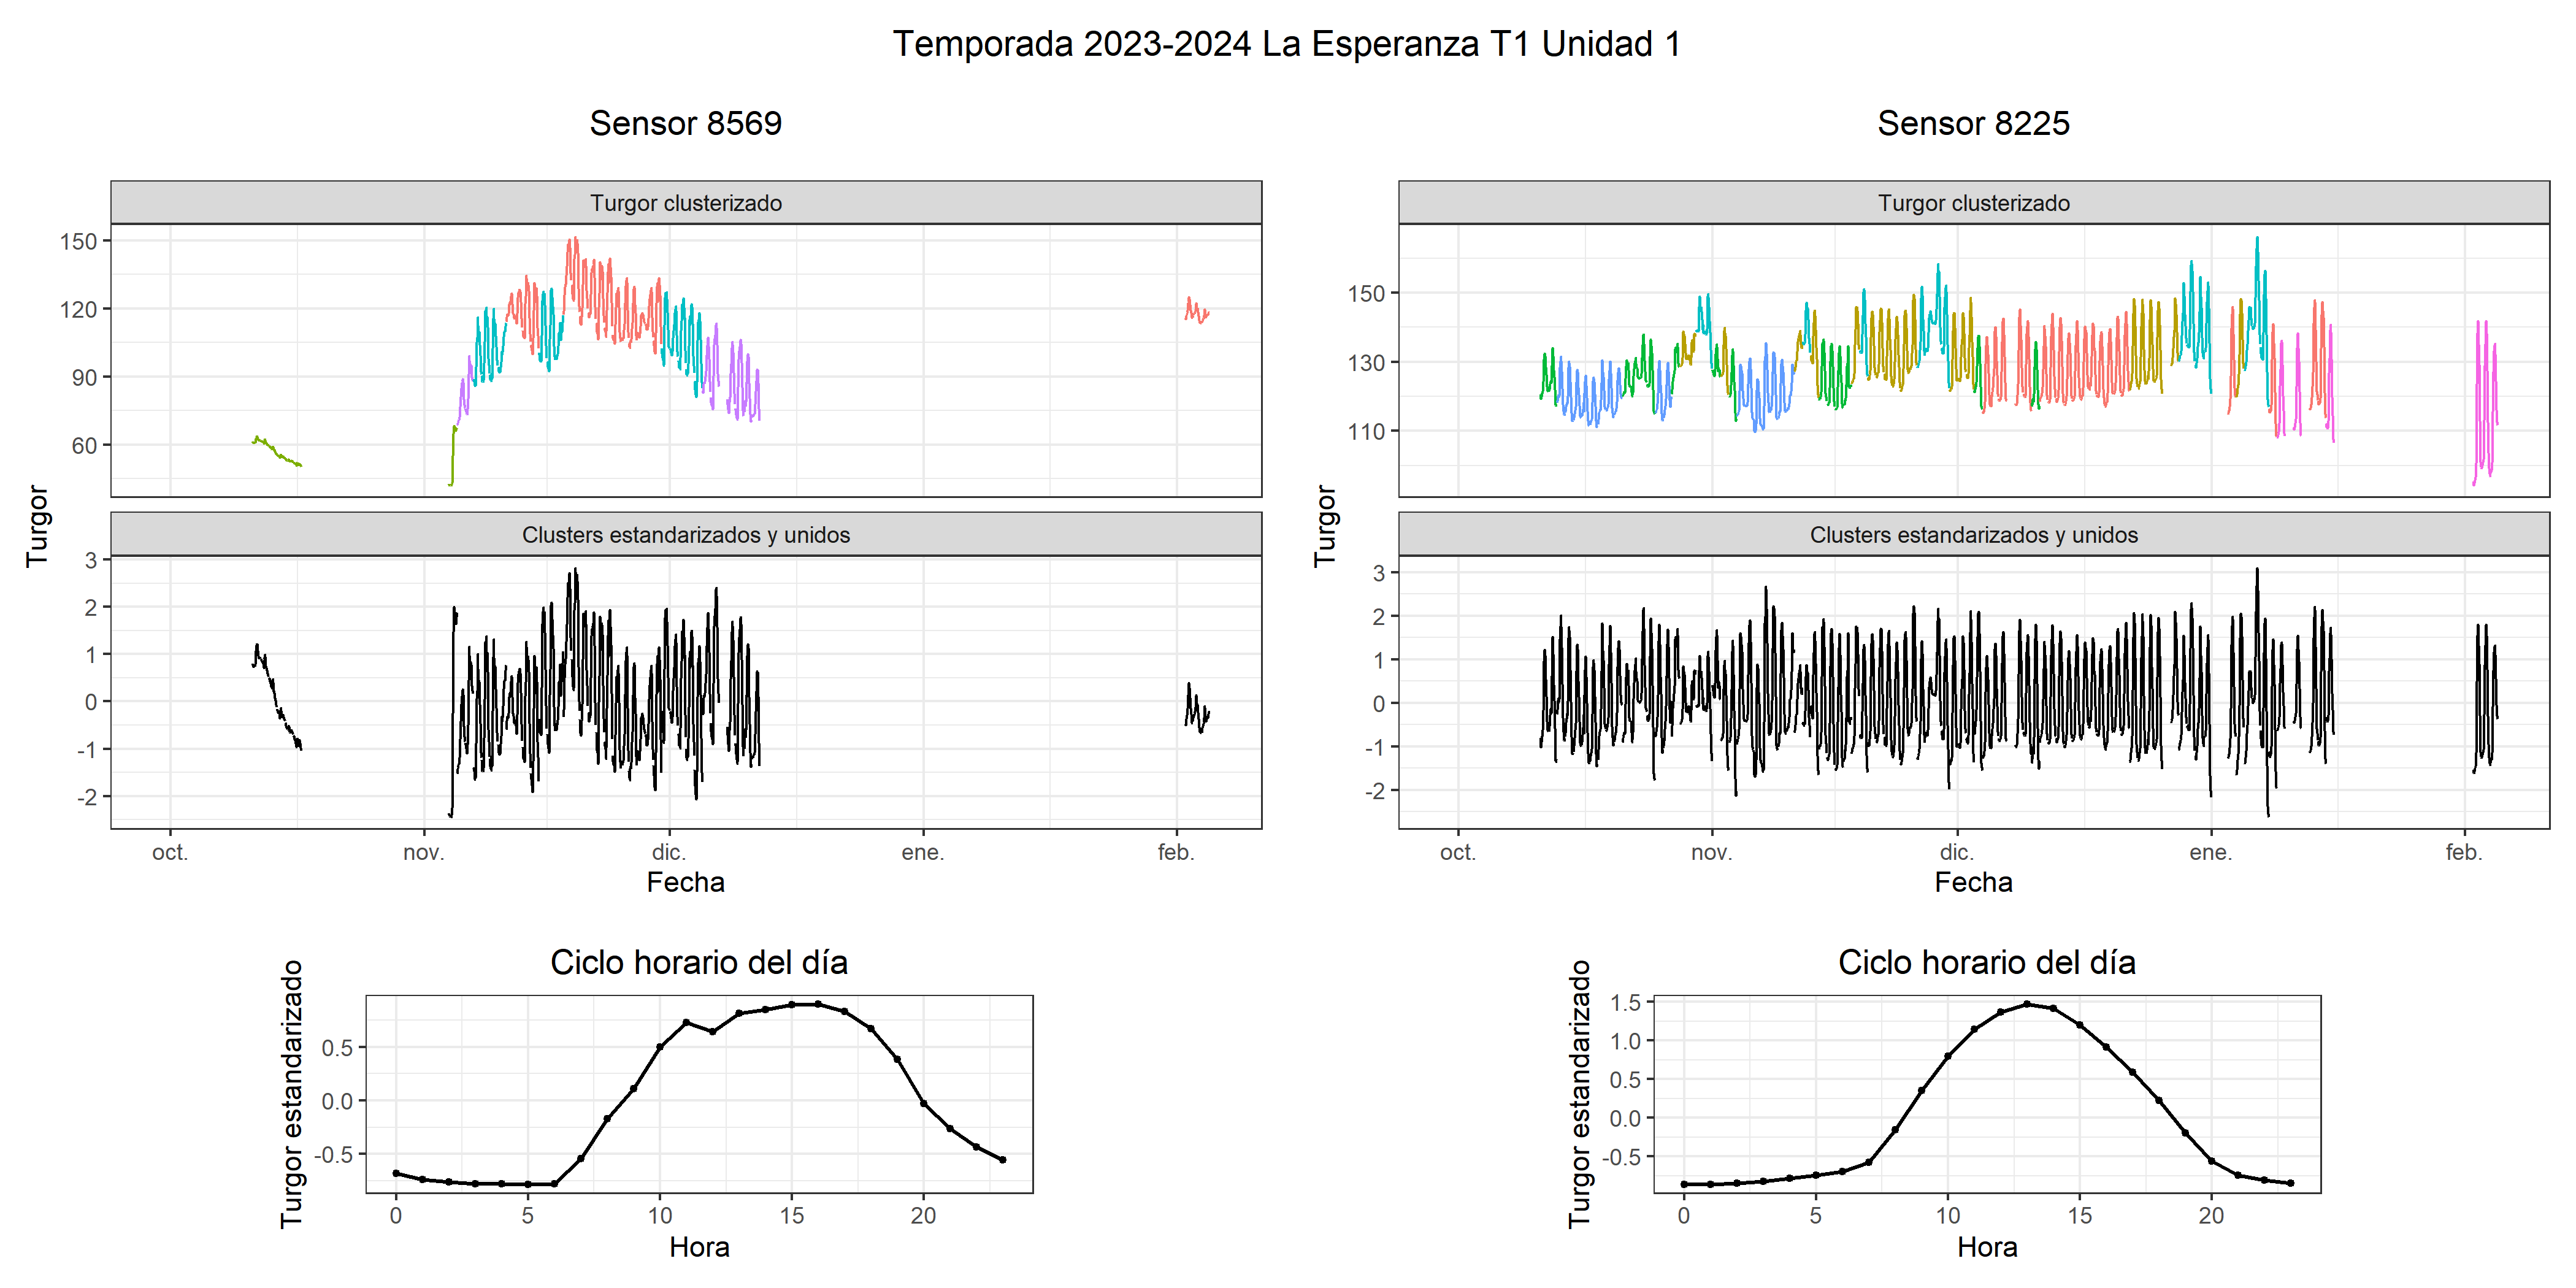 Temporada 2023-2024 La Esperanza T1 Unidad 1
Sensor 8569
Turgor clusterizado
150
120
90
60
Turgor
Clusters estandarizados y unidos
3
2
1
0
-1
-2
oct.
nov.
dic.
ene.
feb.
Fecha
Ciclo horario del día
Turgor estandarizado
0.5
0.0
-0.5
0
5
10
15
20
Hora
Sensor 8225
Turgor clusterizado
150
130
110
Turgor
Clusters estandarizados y unidos
3
2
1
0
-1
-2
oct.
nov.
dic.
ene.
feb.
Fecha
Ciclo horario del día
Turgor estandarizado
1.5
1.0
0.5
0.0
-0.5
0
5
10
15
20
Hora